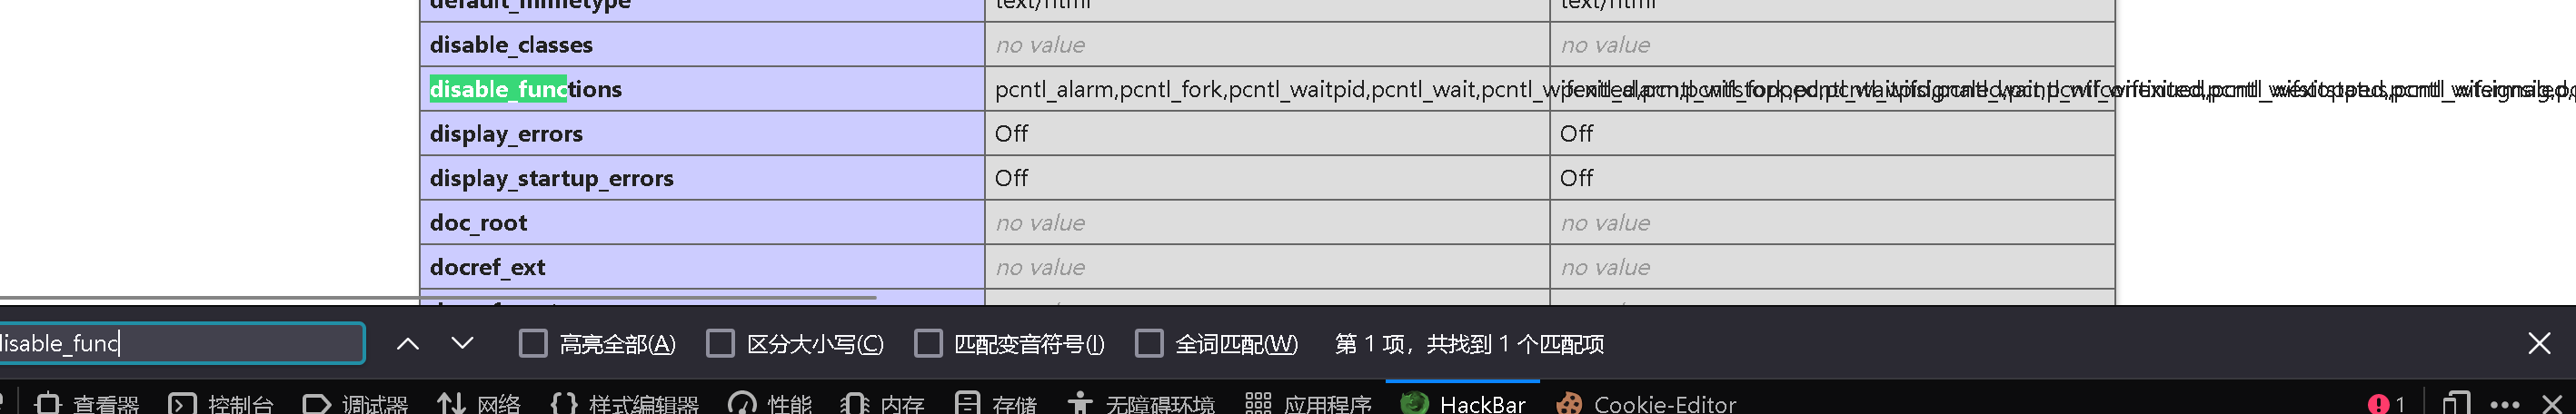 default_mimetype text/html text/html
disable_classes no value no value
disable_functions pcntl_alarm,pcntl_fork,pcntl_waitpid,pcntl_wait,pcntl_
display_errors Off Off
display_startup_errors Off Off
doc_root no value no value
docref_ext no value no value
disable_func
高亮全部(A) 区分大小写(C) 匹配变音符号(I) 全词匹配(W) 第 1 项，共找到 1 个匹配项
查看器 控制台 调试器 网络 样式编辑器 性能 内存 存储 无障碍环境 应用程序 HackBar Cookie-Editor 1